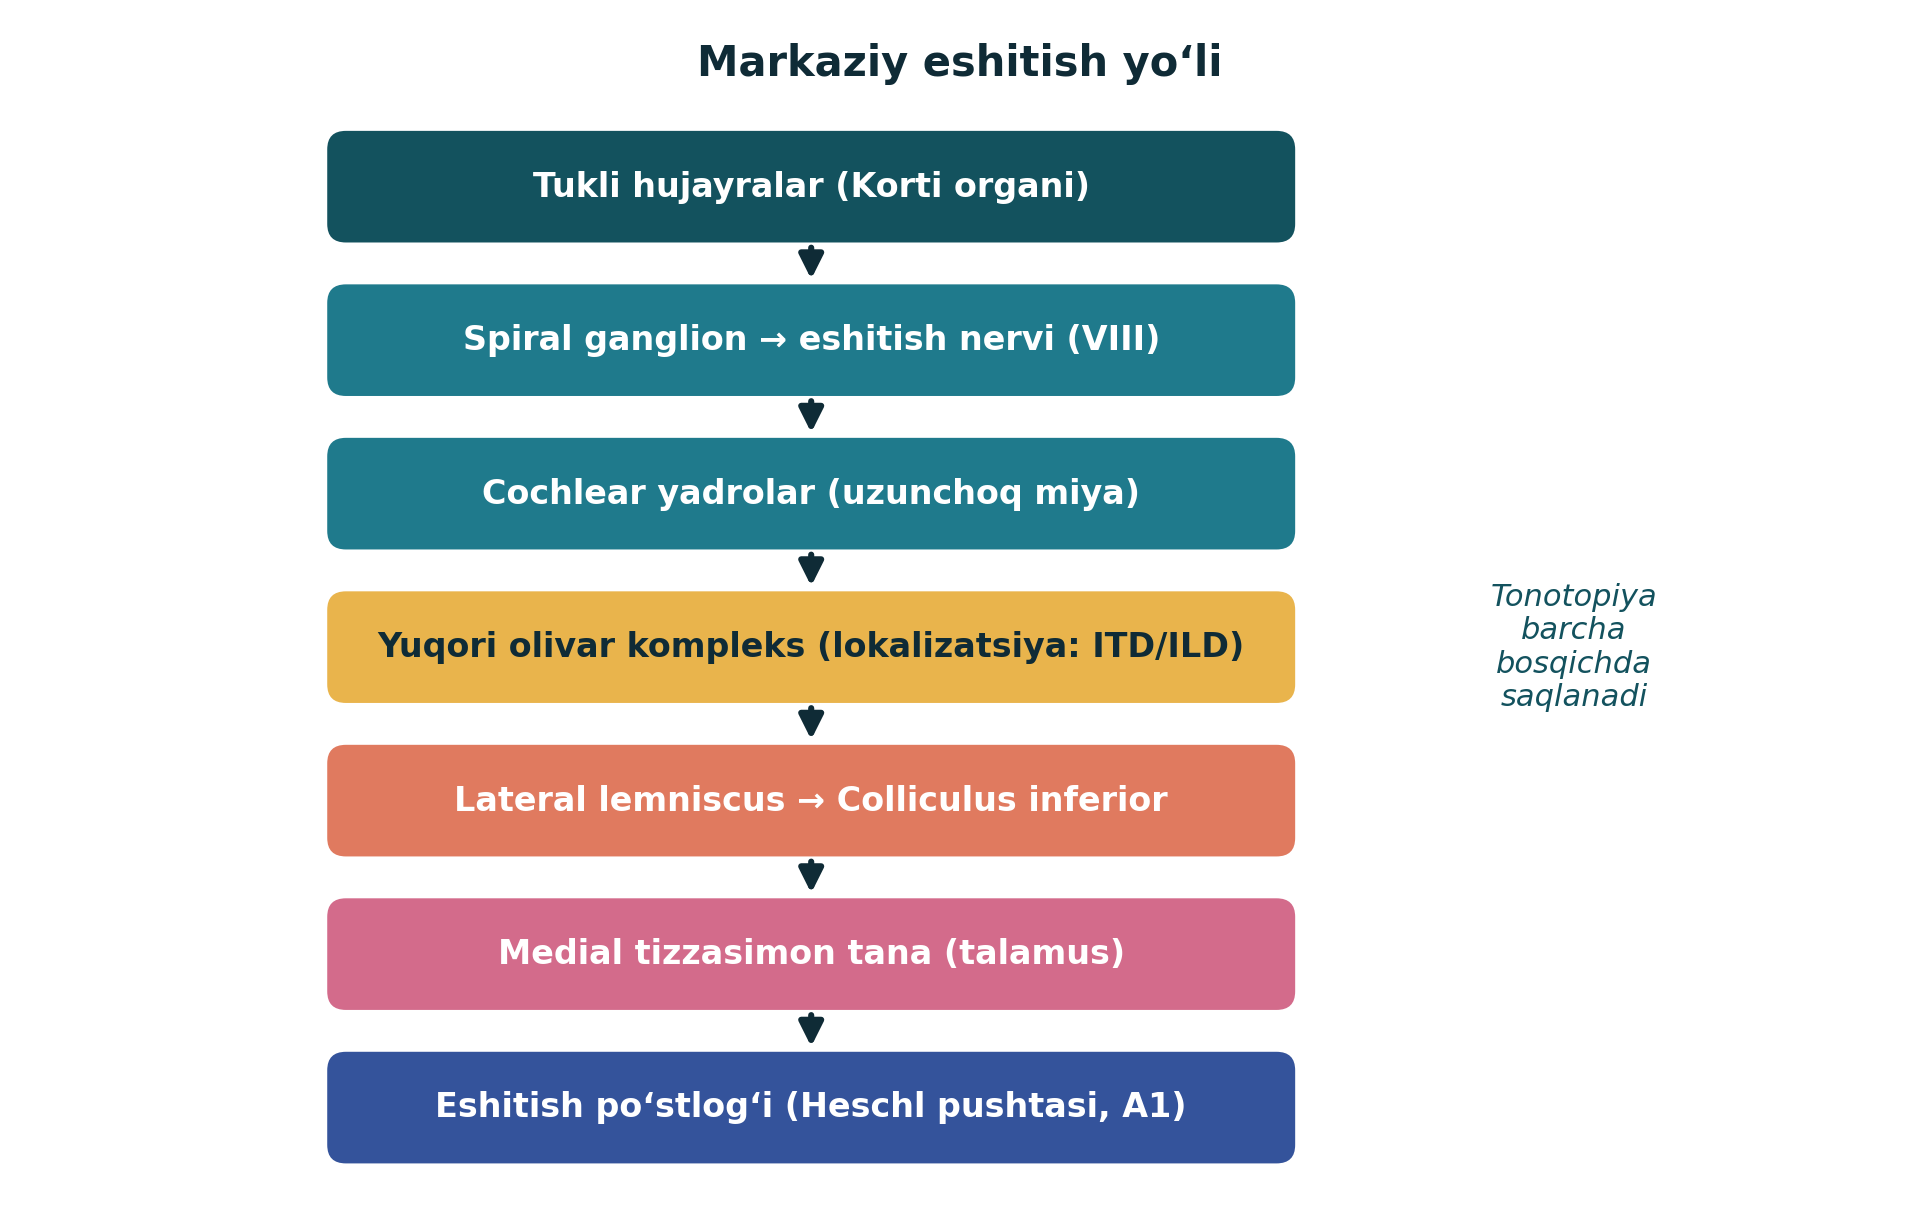 Markaziy eshitish yo‘li
Tukli hujayralar (Korti organi)
Spiral ganglion → eshitish nervi (VIII)
Cochlear yadrolar (uzunchoq miya)
Yuqori olivar kompleks (lokalizatsiya: ITD/ILD)
Tonotopiya
barcha
bosqichda
saqlanadi
Lateral lemniscus → Colliculus inferior
Medial tizzasimon tana (talamus)
Eshitish po‘stlog‘i (Heschl pushtasi, A1)